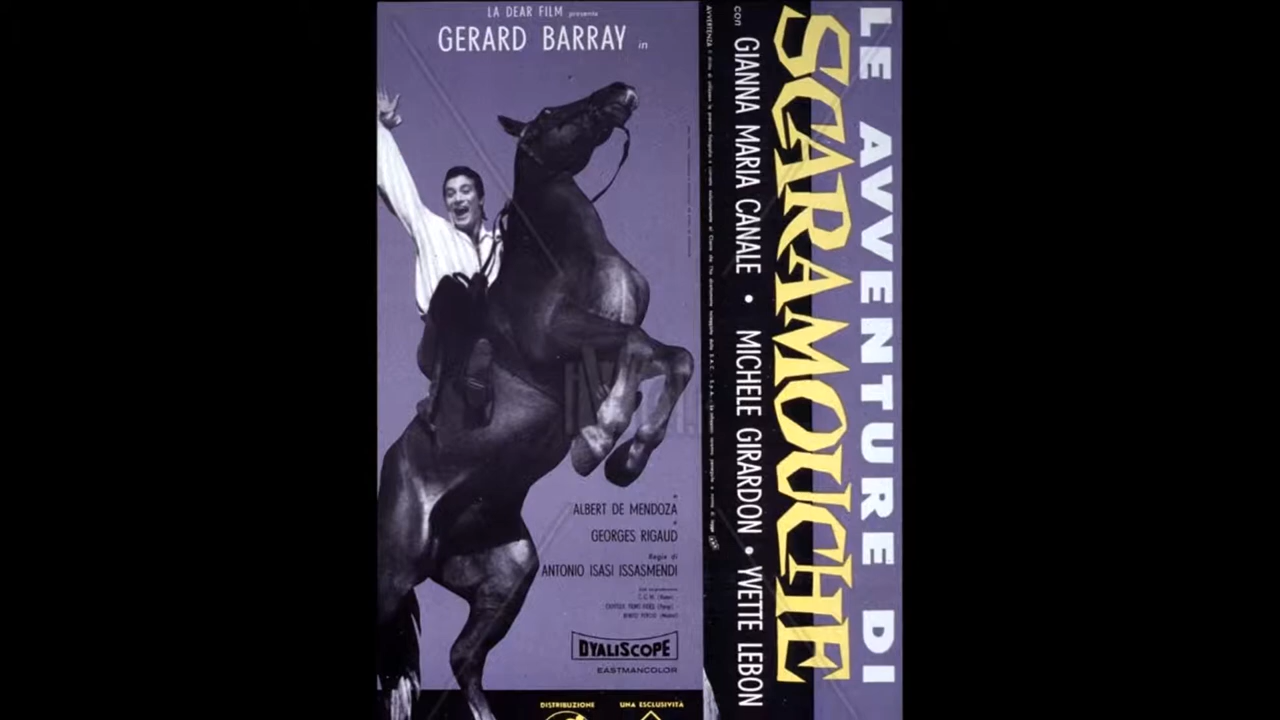 LA DEAR FILM presenta
GERARD BARRAY in
LE AVVENTURE DI
SCARAMOUCHE
con GIANNA MARIA CANALE • MICHELE GIRARDON • YVETTE LEBON
e
ALBERT DE MENDOZA
e
GEORGES RIGAUD
Regia di
ANTONIO ISASI ISSASMENDI
DYALISCOPE
EASTMANCOLOR
DISTRIBUZIONE
UNA ESCLUSIVITÀ
AVVERTENZA